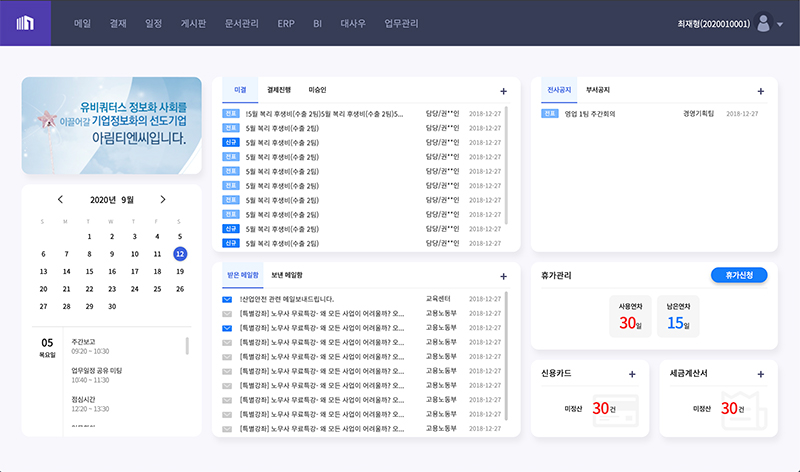 메일 결재 일정 게시판 문서관리 ERP BI 대사우 업무관리 최재형(2020010001)
유비쿼터스 정보화 사회를
이끌어갈 기업정보화의 선도기업
아림티엔씨입니다.
2020년 9월
S M T W T F S
1 2 3 4 5
6 7 8 9 10 11 12
13 14 15 16 17 18 19
20 21 22 23 24 25 26
27 28 29 30
05
목요일
주간보고
09:20 ~ 10:30
업무일정 공유 미팅
10:40 ~ 11:30
점심시간
12:20 ~ 13:30
미결 결제진행 미승인 +
전표 !5월 복리 후생비(수출 2팀)5월 복리 후생비(수출 2팀)5... 담당/권**인 2018-12-27
전표 5월 복리 후생비(수출 2팀) 담당/권**인 2018-12-27
신규 5월 복리 후생비(수출 2팀) 담당/권**인 2018-12-27
전표 5월 복리 후생비(수출 2팀) 담당/권**인 2018-12-27
전표 5월 복리 후생비(수출 2팀) 담당/권**인 2018-12-27
전표 5월 복리 후생비(수출 2팀) 담당/권**인 2018-12-27
전표 5월 복리 후생비(수출 2팀) 담당/권**인 2018-12-27
전표 5월 복리 후생비(수출 2팀) 담당/권**인 2018-12-27
신규 5월 복리 후생비(수출 2팀) 담당/권**인 2018-12-27
신규 5월 복리 후생비(수출 2팀) 담당/권**인 2018-12-27
받은 메일함 보낸 메일함 +
!산업안전 관련 메일보내드립니다. 교육센터 2018-12-27
[특별강좌] 노무사 무료특강- 왜 모든 사업이 어려울까? 오... 고용노동부 2018-12-27
[특별강좌] 노무사 무료특강- 왜 모든 사업이 어려울까? 오... 고용노동부 2018-12-27
[특별강좌] 노무사 무료특강- 왜 모든 사업이 어려울까? 오... 고용노동부 2018-12-27
[특별강좌] 노무사 무료특강- 왜 모든 사업이 어려울까? 오... 고용노동부 2018-12-27
[특별강좌] 노무사 무료특강- 왜 모든 사업이 어려울까? 오... 고용노동부 2018-12-27
[특별강좌] 노무사 무료특강- 왜 모든 사업이 어려울까? 오... 고용노동부 2018-12-27
[특별강좌] 노무사 무료특강- 왜 모든 사업이 어려울까? 오... 고용노동부 2018-12-27
[특별강좌] 노무사 무료특강- 왜 모든 사업이 어려울까? 오... 고용노동부 2018-12-27
[특별강좌] 노무사 무료특강- 왜 모든 사업이 어려울까? 오... 고용노동부 2018-12-27
전사공지 부서공지 +
전표 영업 1팀 주간회의 경영기획팀 2018-12-27
휴가관리 휴가신청
사용연차 남은연차
30일 15일
신용카드 +
미정산 30건
세금계산서 +
미정산 30건